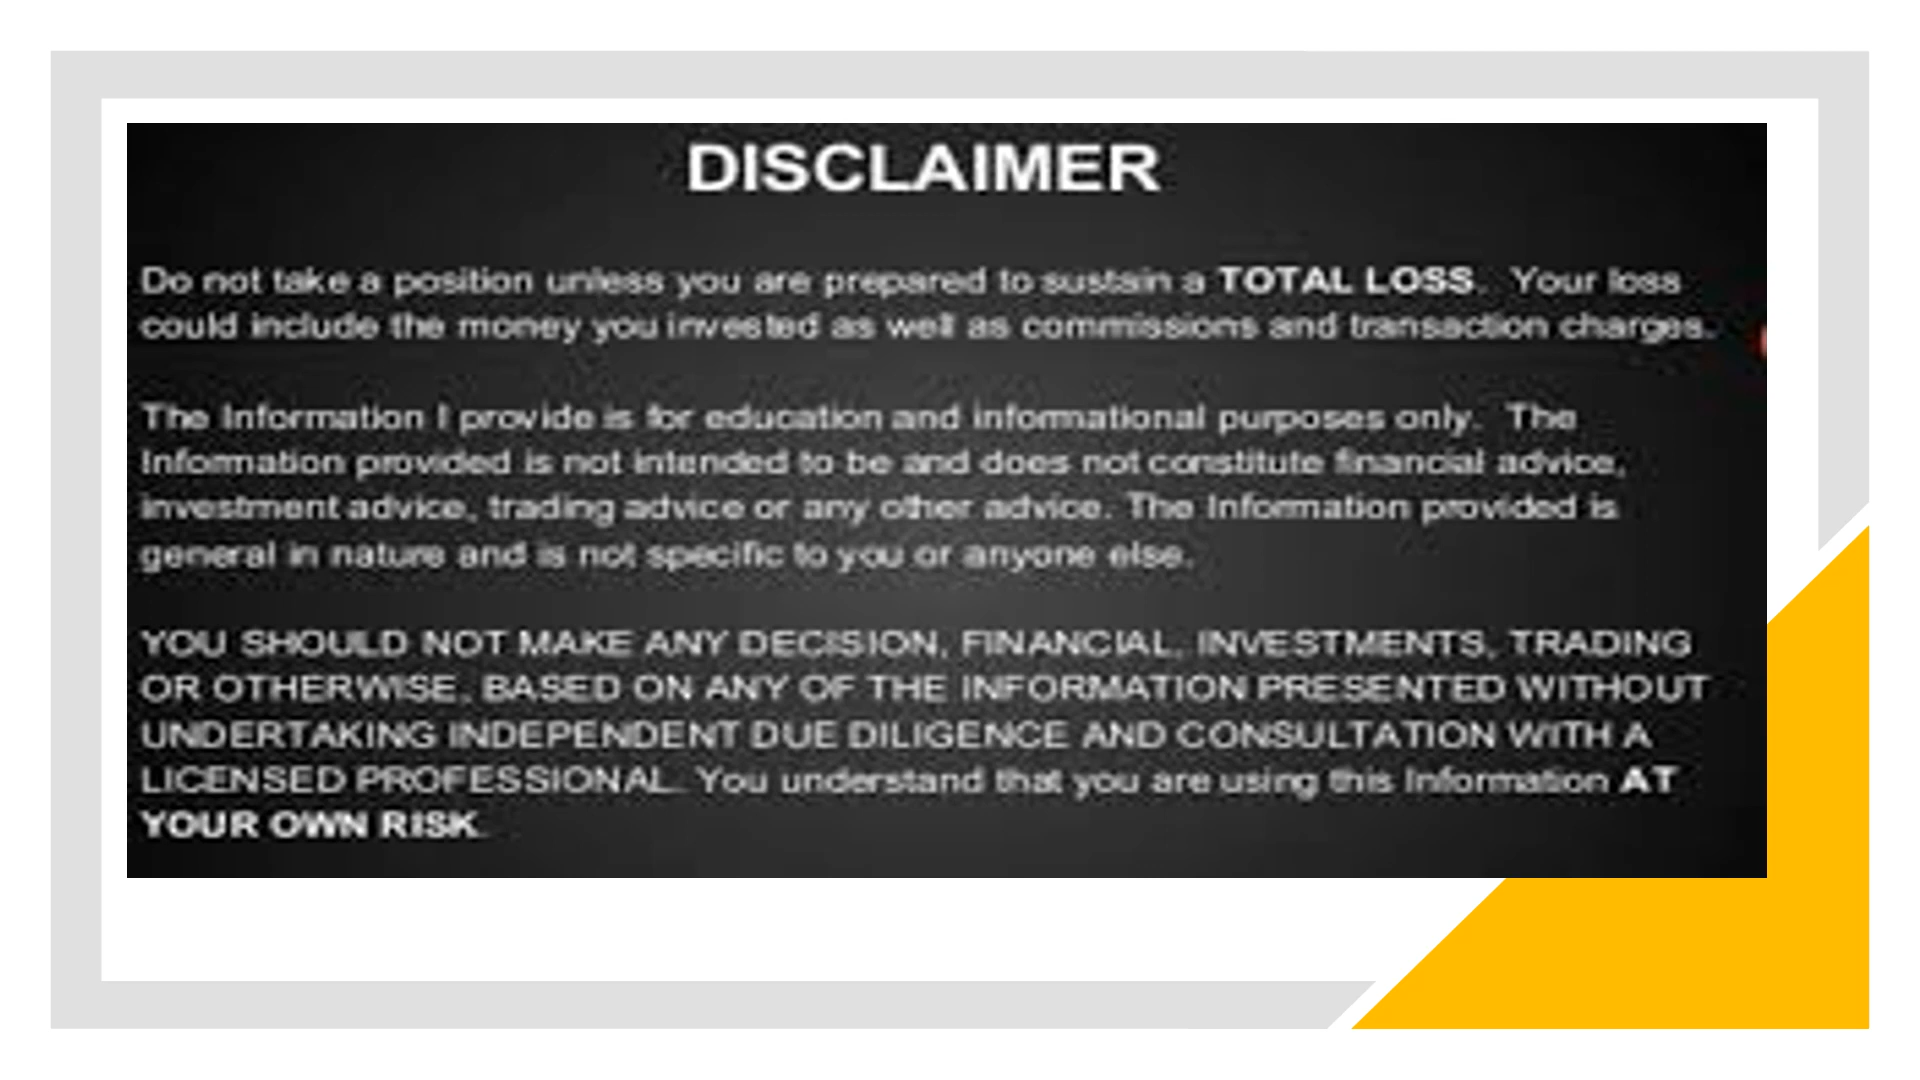 DISCLAIMER
Do not take a position unless you are prepared to sustain a TOTAL LOSS. Your loss
could include the money you invested as well as commissions and transaction charges.
The Information I provide is for education and informational purposes only. The
Information provided is not intended to be and does not constitute financial advice,
investment advice, trading advice or any other advice. The Information provided is
general in nature and is not specific to you or anyone else.
YOU SHOULD NOT MAKE ANY DECISION, FINANCIAL, INVESTMENTS, TRADING
OR OTHERWISE, BASED ON ANY OF THE INFORMATION PRESENTED WITHOUT
UNDERTAKING INDEPENDENT DUE DILIGENCE AND CONSULTATION WITH A
LICENSED PROFESSIONAL. You understand that you are using this Information AT
YOUR OWN RISK.